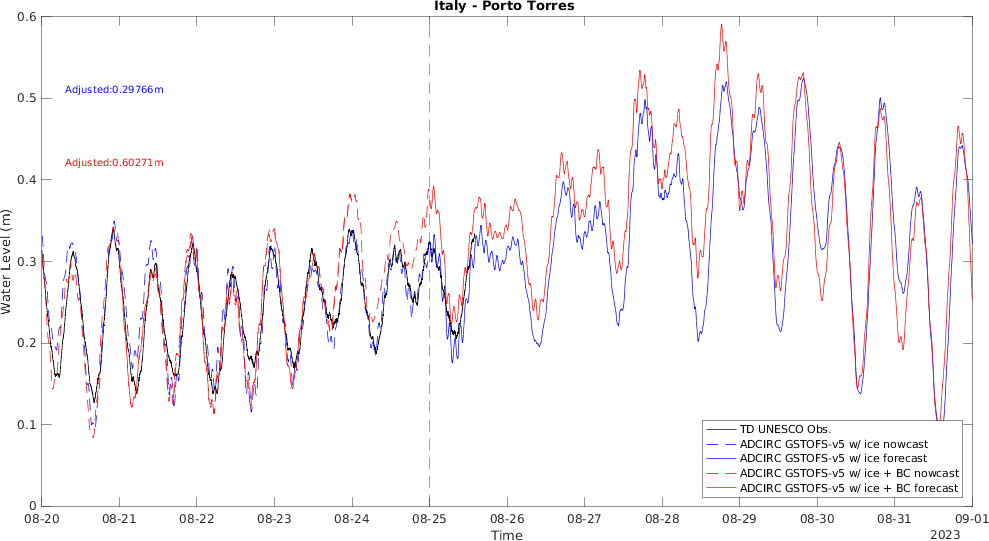 Italy - Porto Torres
0.6
0.5
0.4
0.3
0.2
0.1
0
Water Level (m)
Adjusted:0.29766m
Adjusted:0.60271m
TD UNESCO Obs.
ADCIRC GSTOFS-v5 w/ ice nowcast
ADCIRC GSTOFS-v5 w/ ice forecast
ADCIRC GSTOFS-v5 w/ ice + BC nowcast
ADCIRC GSTOFS-v5 w/ ice + BC forecast
08-20 08-21 08-22 08-23 08-24 08-25 08-26 08-27 08-28 08-29 08-30 08-31 09-01
Time
2023